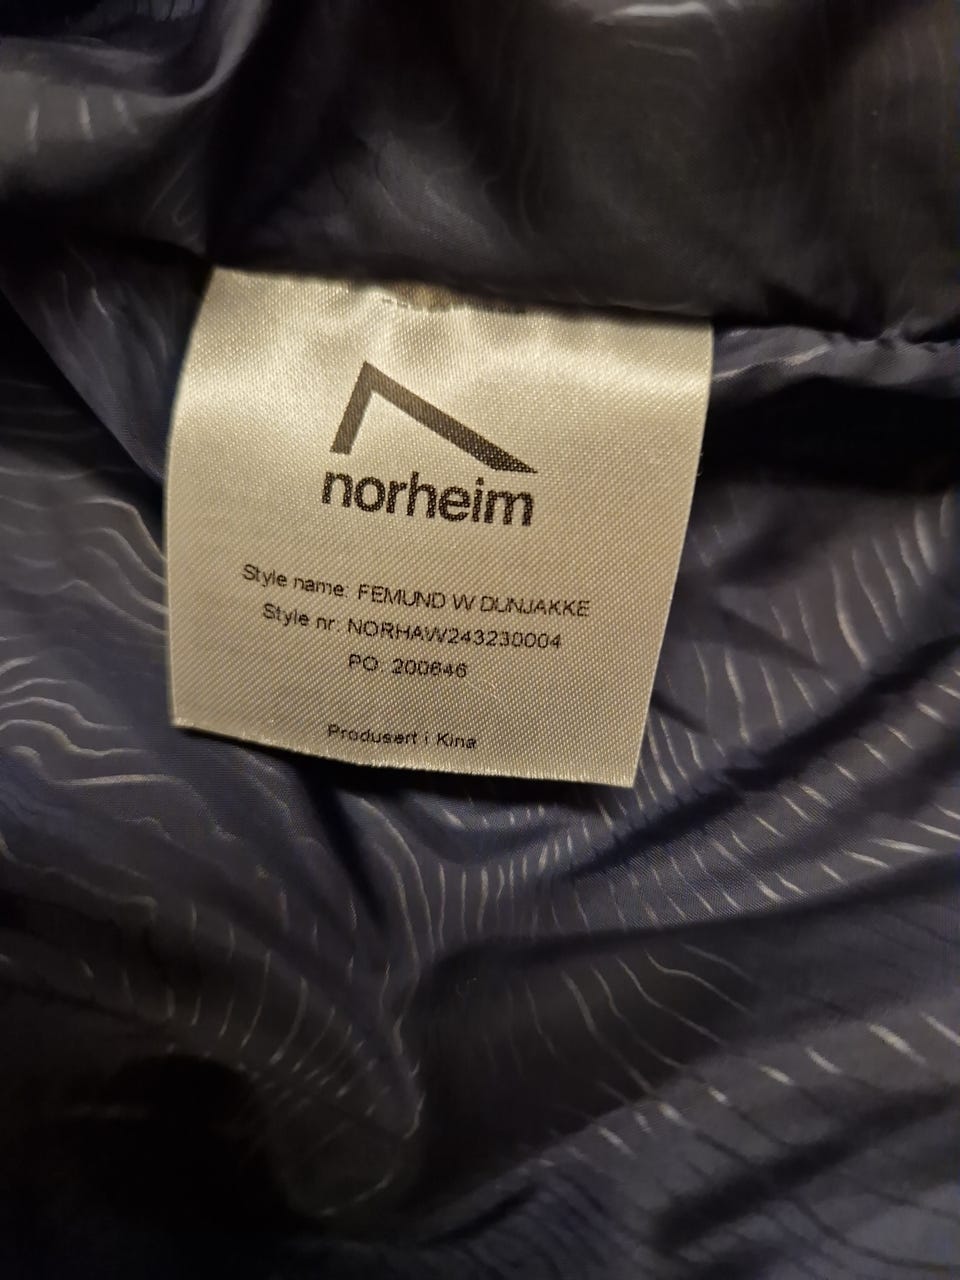 norheim
Style name: FEMUND W DUNJAKKE
Style nr: NORHAW243230004
PO: 200646
Produsert i Kina